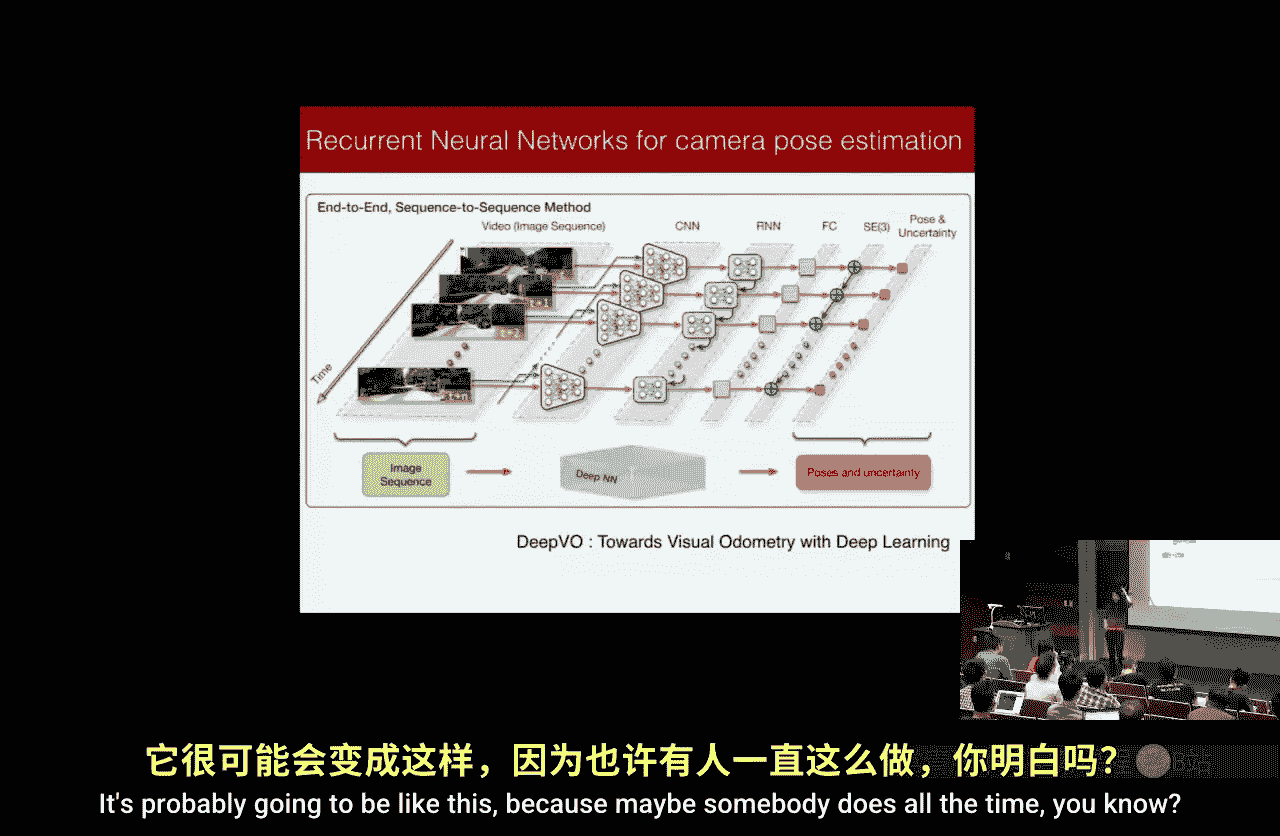 Recurrent Neural Networks for camera pose estimation
End-to-End, Sequence-to-Sequence Method
Video (Image Sequence)
CNN
RNN
FC
SE(3)
Pose &
Uncertainty
Time
Image
Sequence
Deep NN
Poses and uncertainty
DeepVO : Towards Visual Odometry with Deep Learning
它很可能会变成这样，因为也许有人一直这么做，你明白吗？
It's probably going to be like this, because maybe somebody does all the time, you know?